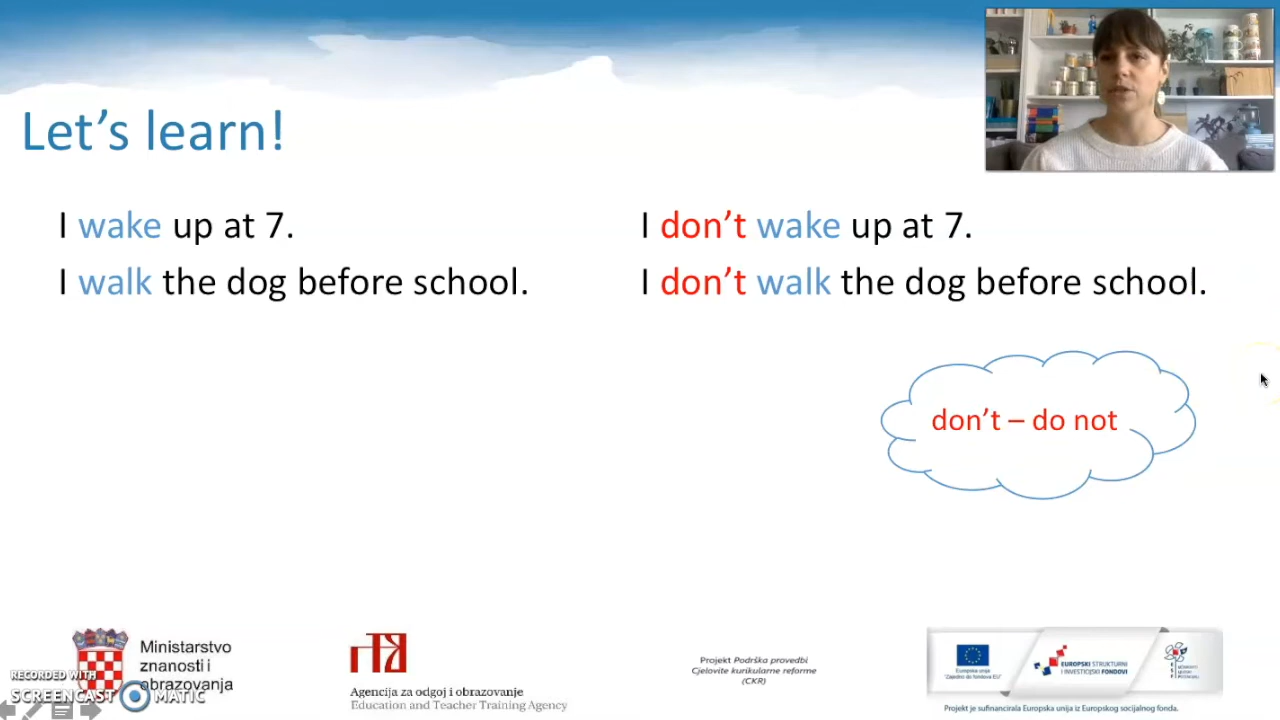 Let's learn!
I wake up at 7.
I walk the dog before school.
I don't wake up at 7.
I don't walk the dog before school.
don't – do not
Ministarstvo
znanosti i
obrazovanja
RECORDED WITH
SCREENCAST MATIC
Agencija za odgoj i obrazovanje
Education and Teacher Training Agency
Projekt Podrška provedbi
Cjelovite kurikularne reforme
(CKR)
Europska unija
"Zajedno do fondova EU"
EUROPSKI STRUKTURNI
I INVESTICIJSKI FONDOVI
Projekt je sufinancirala Europska unija iz Europskog socijalnog fonda.